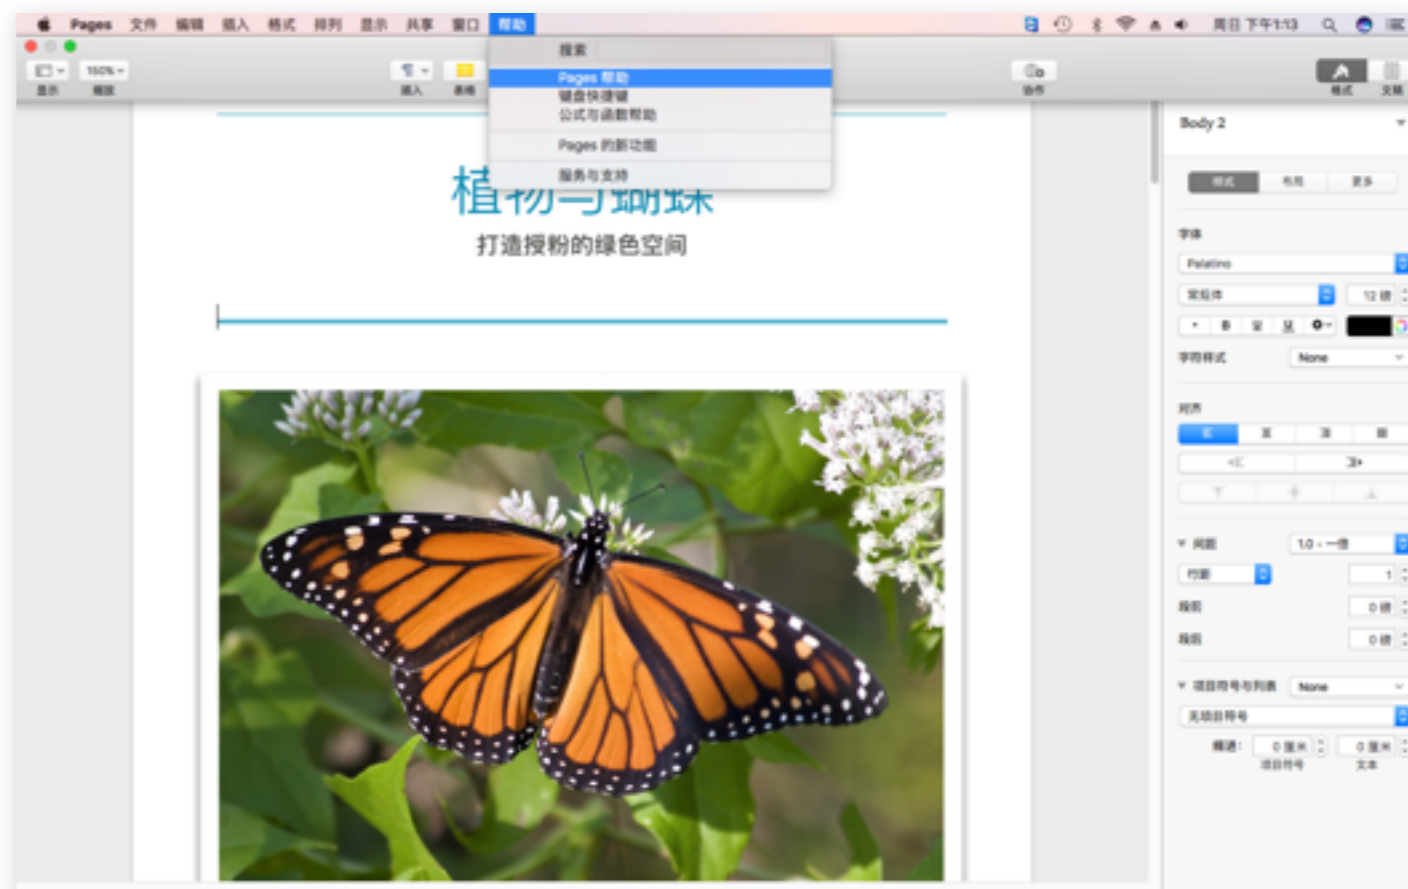 Pages 文件 编辑 插入 格式 排列 显示 共享 窗口 帮助 周日 下午1:13
搜索
Pages 帮助
键盘快捷键
公式与函数帮助
Pages 的新功能
服务与支持
150%
显示 缩放 插入 表格 协作 格式 文稿
植物与蝴蝶
打造授粉的绿色空间
Body 2
样式 布局 更多
字体
Palatino
常规体 12 磅
B U
字符样式 None
对齐
间距 1.0 - 一倍
行距 1
段前 0 磅
段后 0 磅
项目符号与列表 None
无项目符号
缩进: 0 厘米 0 厘米
项目符号 文本